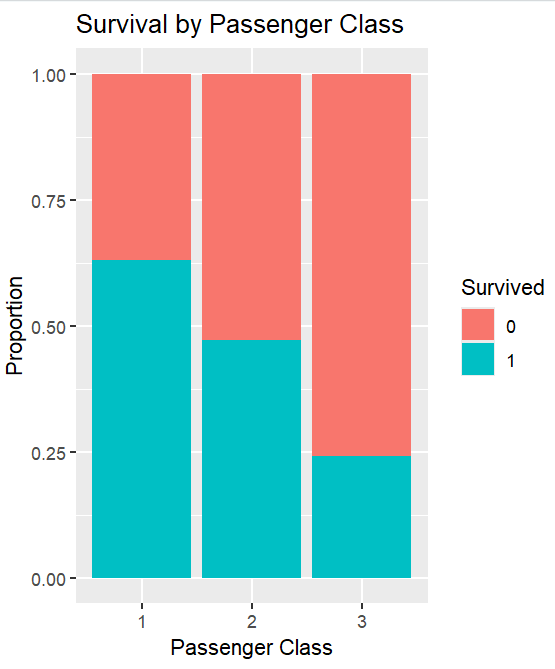 Survival by Passenger Class
1.00
0.75
0.50
0.25
0.00
Proportion
1 2 3
Passenger Class
Survived
0
1